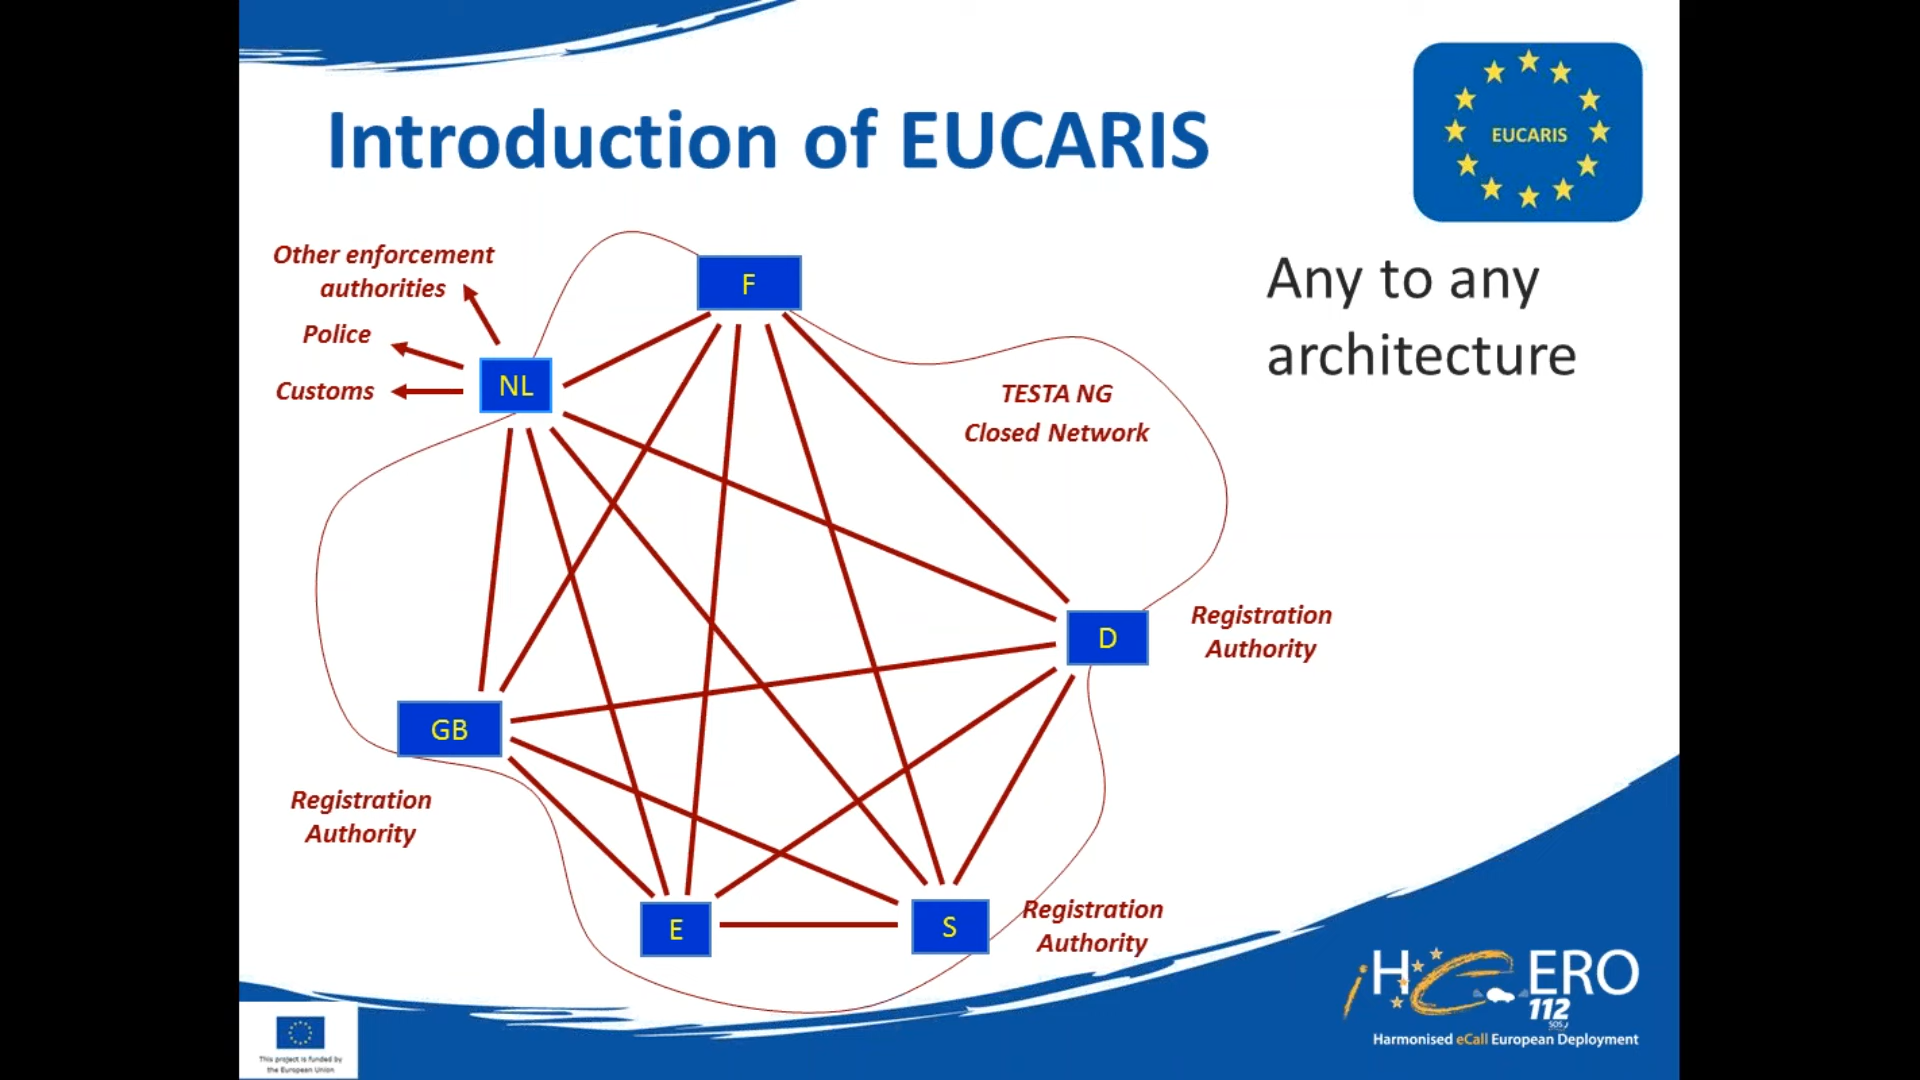 Introduction of EUCARIS
EUCARIS
Any to any
architecture
Other enforcement
authorities
Police
Customs
F
NL
TESTA NG
Closed Network
D
Registration
Authority
GB
Registration
Authority
E
S
Registration
Authority
iHeERO
112
SOS
Harmonised eCall European Deployment
This project is funded by
the European Union